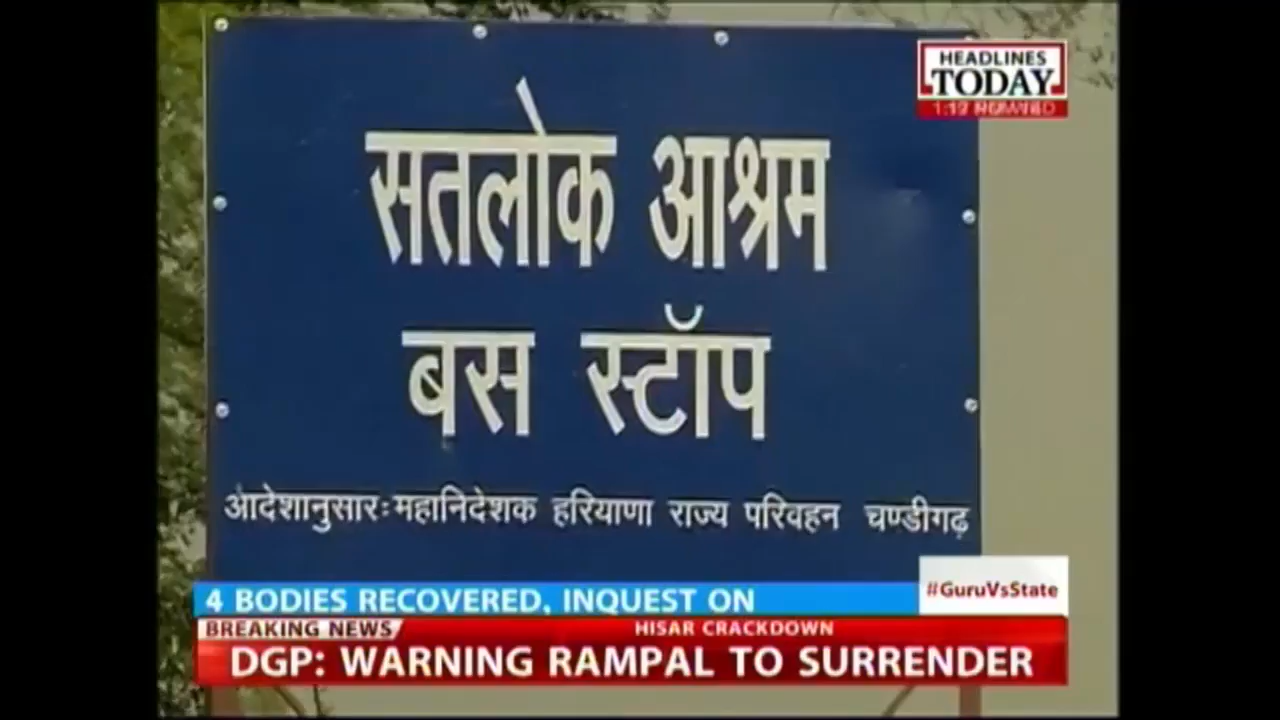 HEADLINES
TODAY
सतलोक आश्रम
बस स्टॉप
आदेशानुसारः महानिदेशक हरियाणा राज्य परिवहन चण्डीगढ़
#GuruVsState
4 BODIES RECOVERED, INQUEST ON
BREAKING NEWS
HISAR CRACKDOWN
DGP: WARNING RAMPAL TO SURRENDER